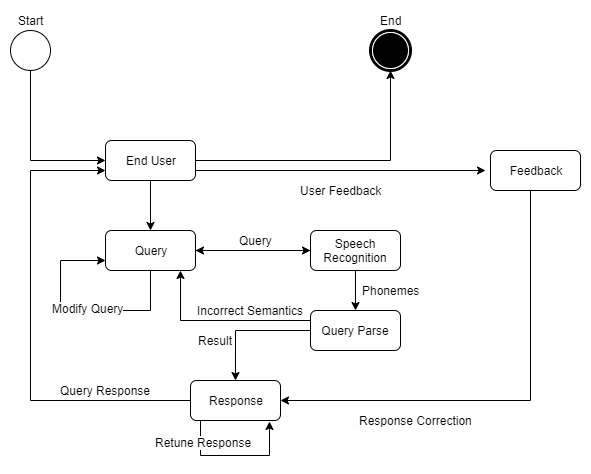 Start
End
End User
Feedback
User Feedback
Query
Query
Speech
Recognition
Phonemes
Modify Query
Incorrect Semantics
Query Parse
Result
Query Response
Response
Response Correction
Retune Response